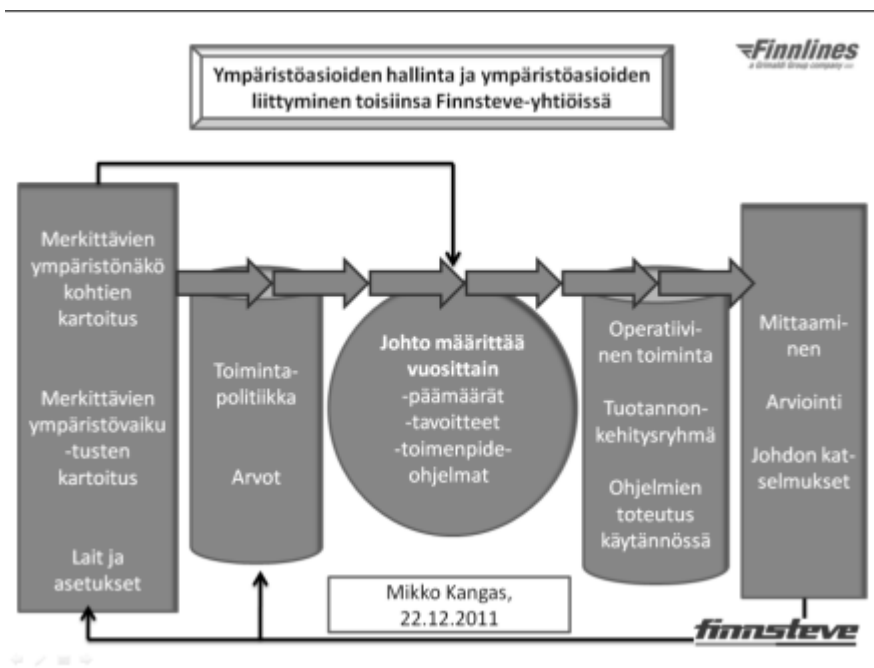 Finnlines
a Grimaldi Group company
Ympäristöasioiden hallinta ja ympäristöasioiden
liittyminen toisiinsa Finnsteve-yhtiöissä
Merkittävien
ympäristönäkö
kohtien
kartoitus
Merkittävien
ympäristövaiku
-tusten
kartoitus
Lait ja
asetukset
Toiminta-
politiikka
Arvot
Johto määrittää
vuosittain
-päämäärät
-tavoitteet
-toimenpide-
ohjelmat
Operatiivi-
nen toiminta
Tuotannon-
kehitysryhmä
Ohjelmien
toteutus
käytännössä
Mittaami-
nen
Arviointi
Johdon kat-
selmukset
Mikko Kangas,
22.12.2011
finnsteve